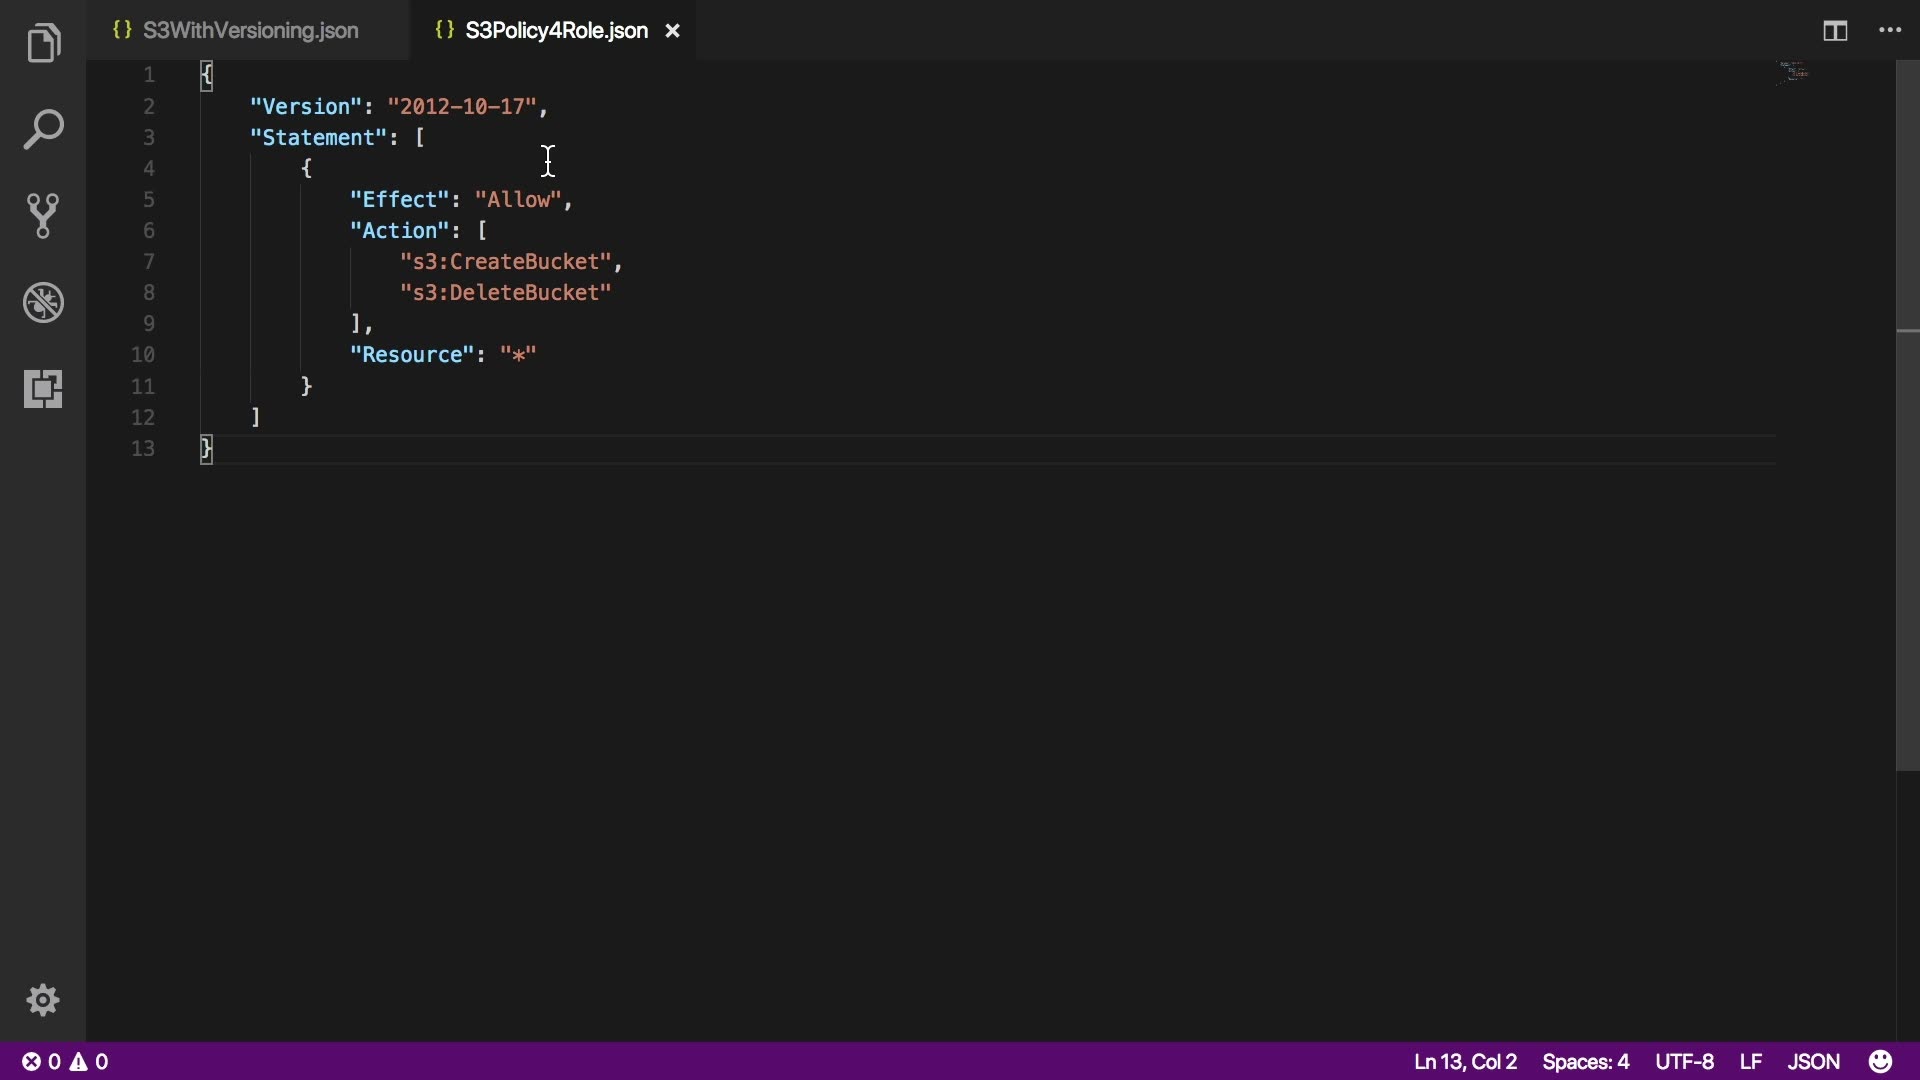 {} S3WithVersioning.json
{} S3Policy4Role.json
1 {
2 "Version": "2012-10-17",
3 "Statement": [
4 {
5 "Effect": "Allow",
6 "Action": [
7 "s3:CreateBucket",
8 "s3:DeleteBucket"
9 ],
10 "Resource": "*"
11 }
12 ]
13 }
0 0 Ln 13, Col 2 Spaces: 4 UTF-8 LF JSON